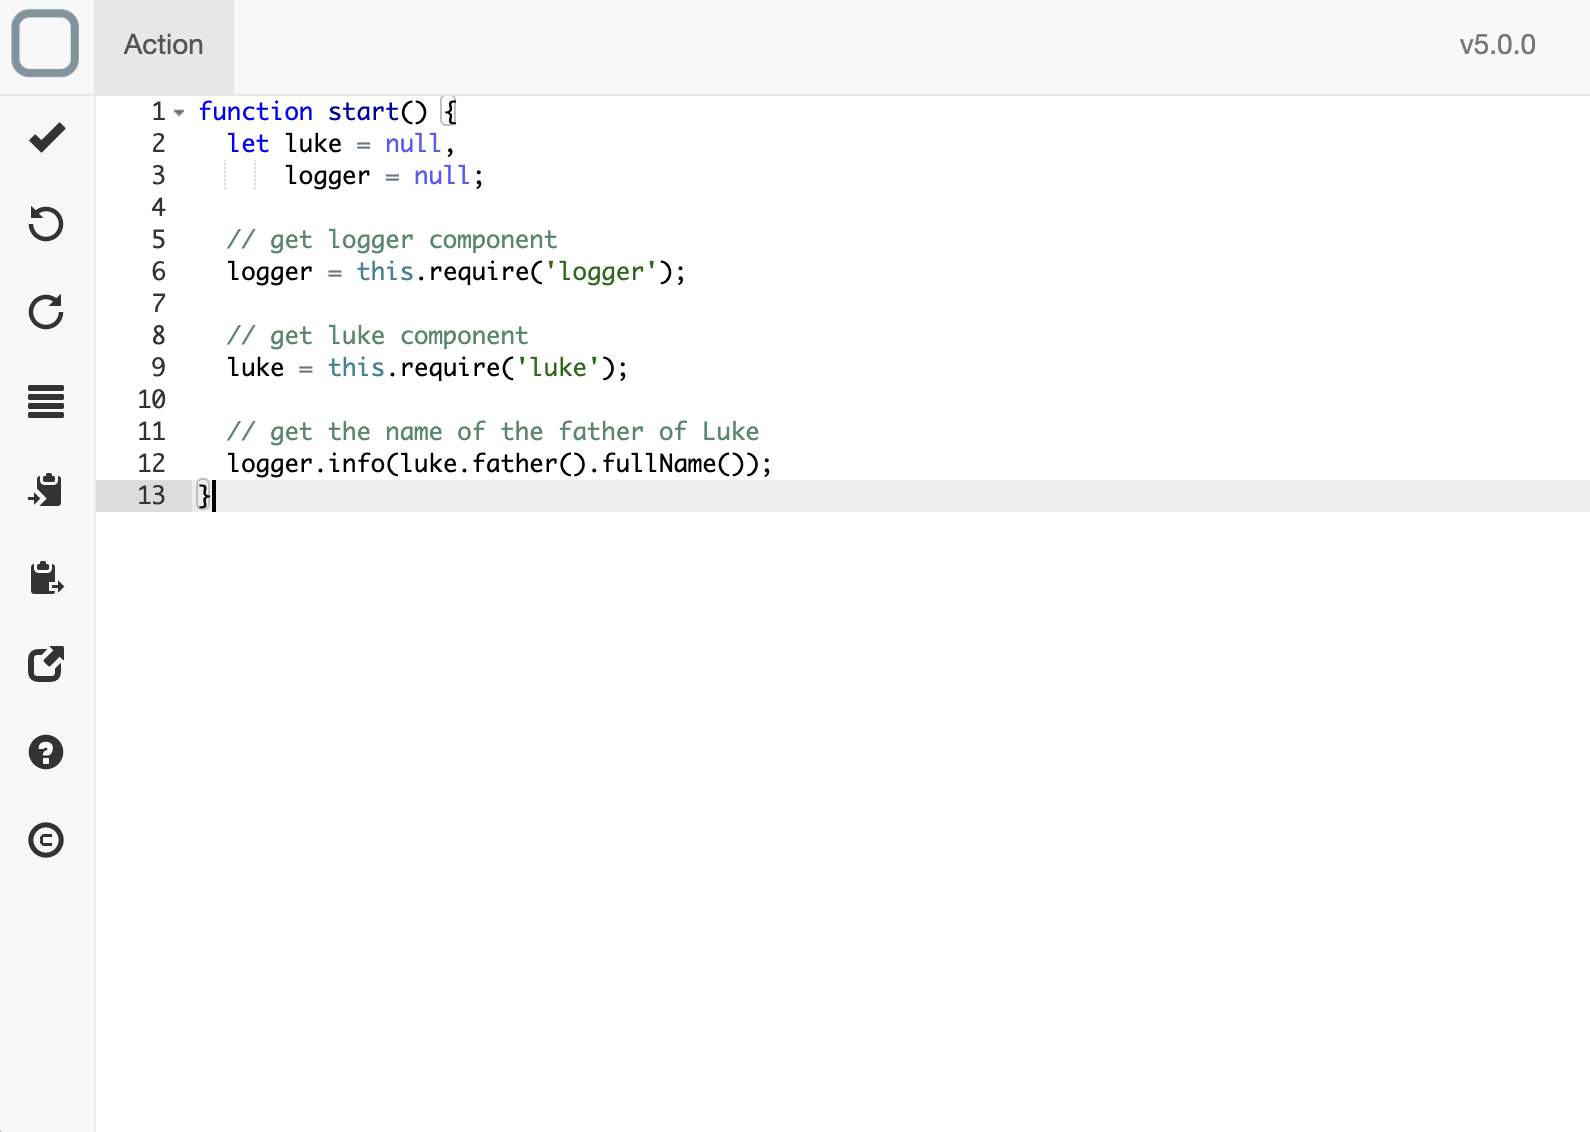 Action
v5.0.0
1 function start() {
2   let luke = null,
3       logger = null;
4
5   // get logger component
6   logger = this.require('logger');
7
8   // get luke component
9   luke = this.require('luke');
10
11   // get the name of the father of Luke
12   logger.info(luke.father().fullName());
13 }